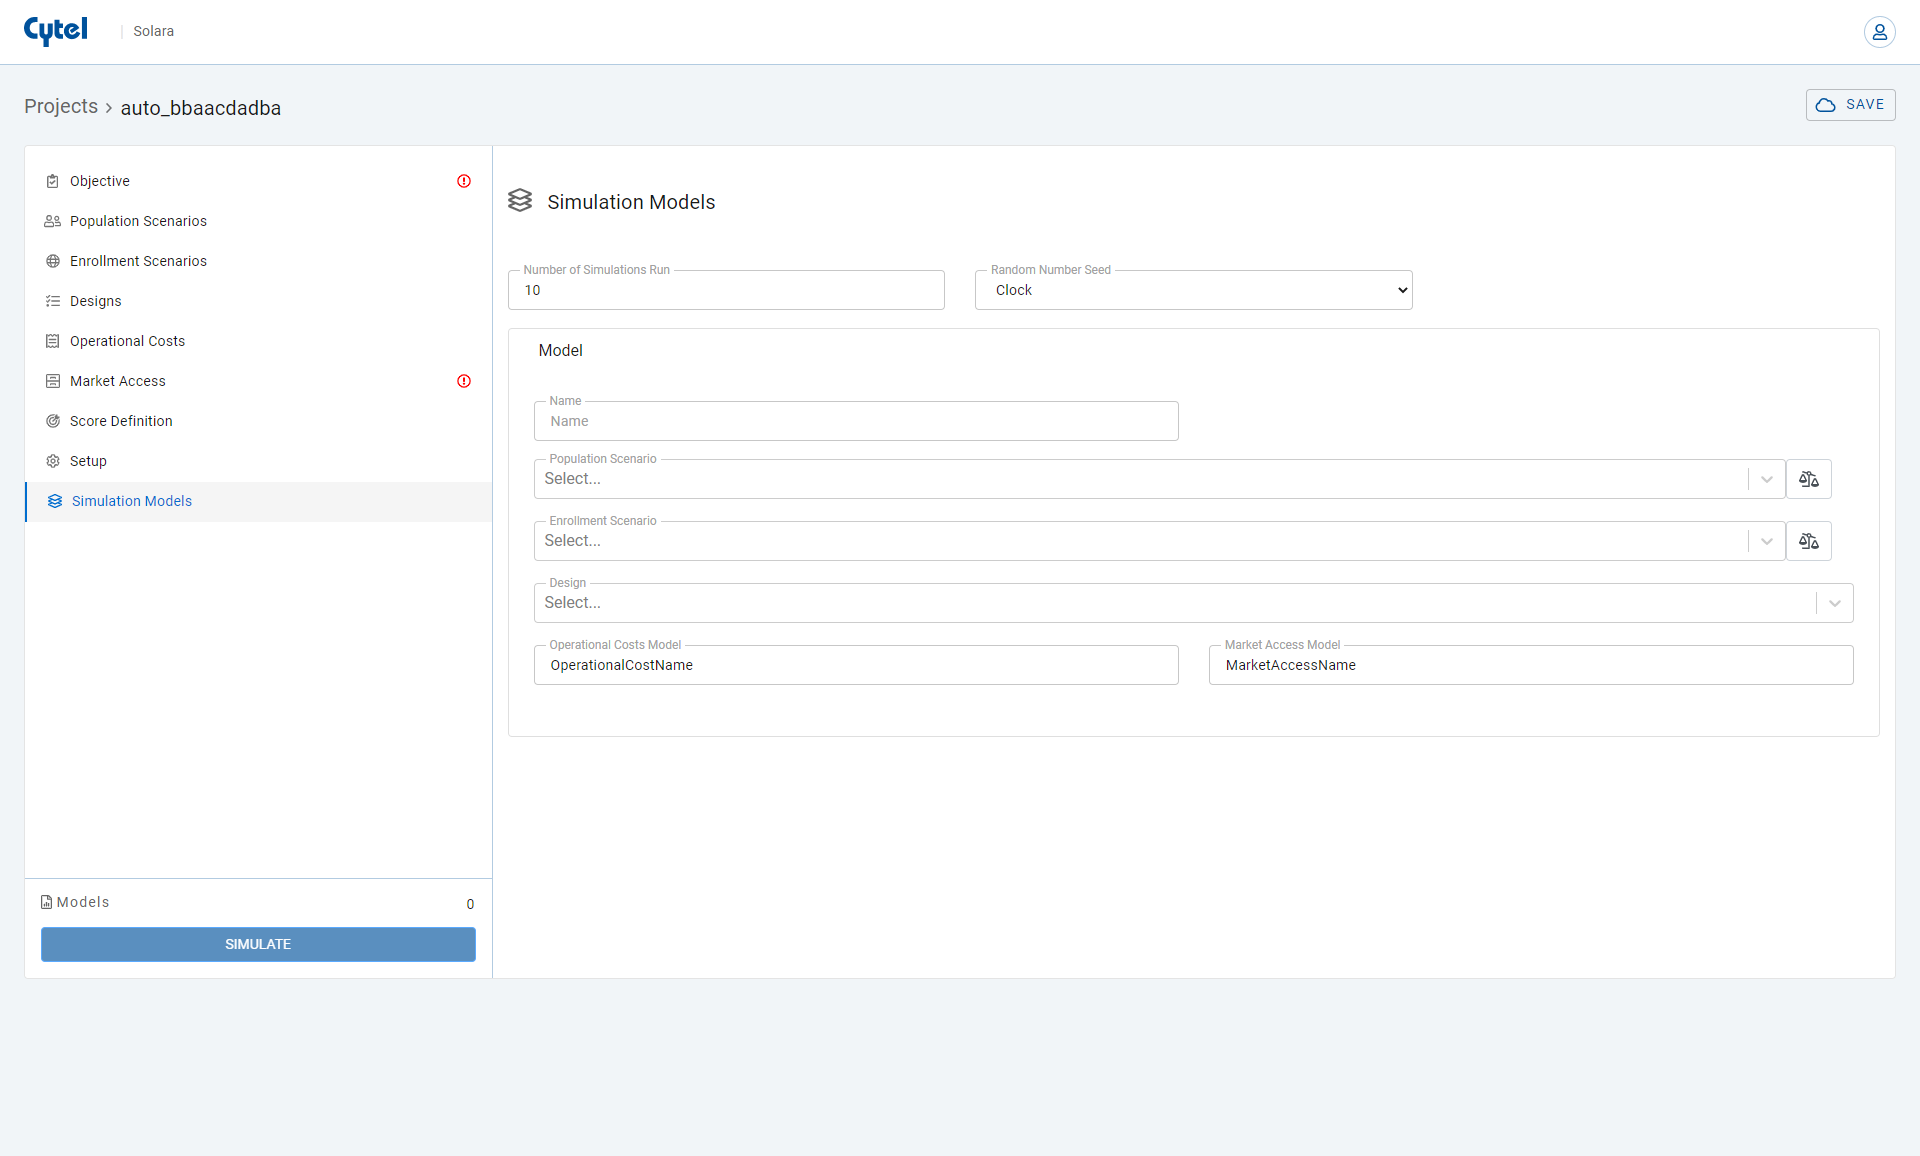 Cytel
Solara
Projects › auto_bbaacdadba
SAVE
Objective
Population Scenarios
Enrollment Scenarios
Designs
Operational Costs
Market Access
Score Definition
Setup
Simulation Models
Models 0
SIMULATE
Simulation Models
Number of Simulations Run
10
Random Number Seed
Clock
Model
Name
Name
Population Scenario
Select...
Enrollment Scenario
Select...
Design
Select...
Operational Costs Model
OperationalCostName
Market Access Model
MarketAccessName